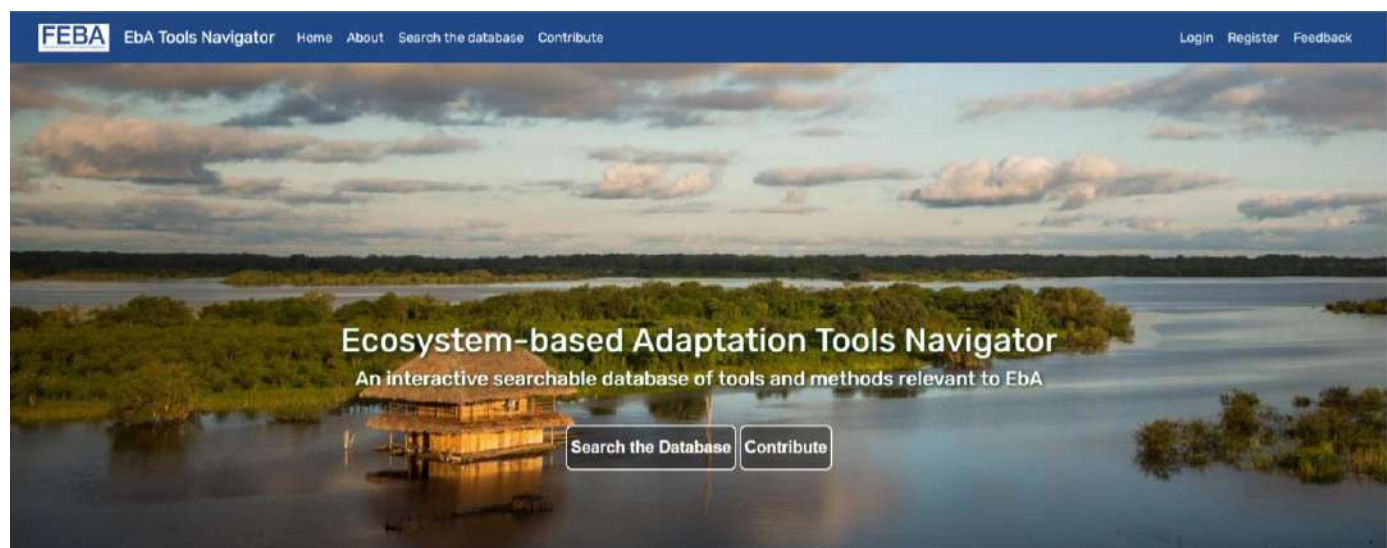 FEBA EbA Tools Navigator Home About Search the database Contribute Login Register Feedback
Ecosystem-based Adaptation Tools Navigator
An interactive searchable database of tools and methods relevant to EbA
Search the Database Contribute